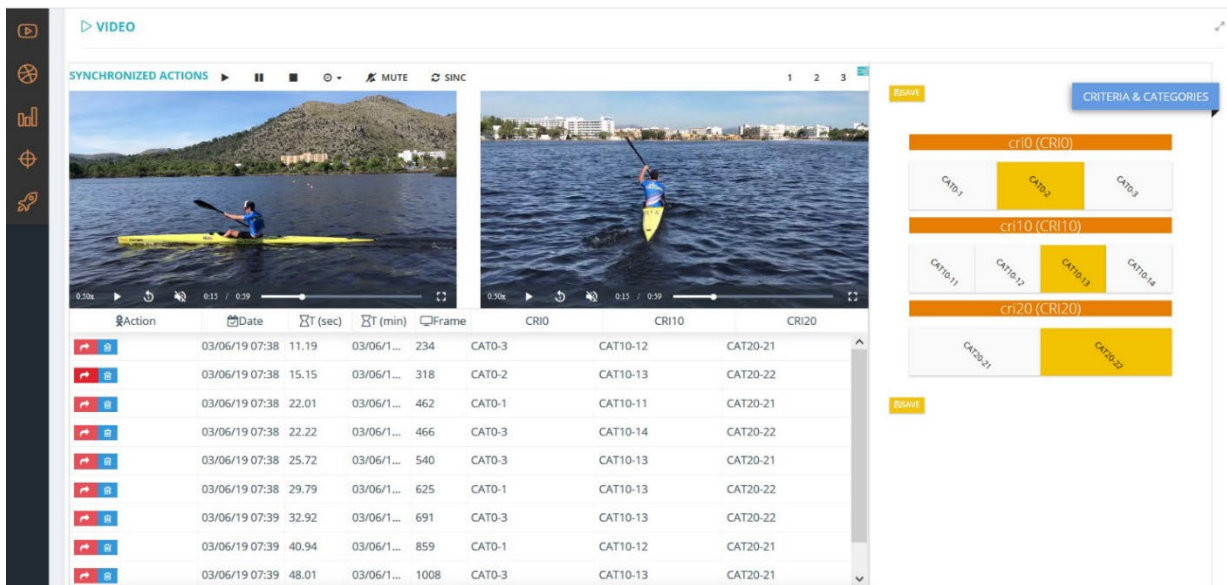 VIDEO
SYNCHRONIZED ACTIONS MUTE SINC 1 2 3
0.50x 0:15 / 0:59
0.50x 0:15 / 0:59
Action Date T (sec) T (min) Frame CRI0 CRI10 CRI20
03/06/19 07:38 11.19 03/06/1... 234 CAT0-3 CAT10-12 CAT20-21
03/06/19 07:38 15.15 03/06/1... 318 CAT0-2 CAT10-13 CAT20-22
03/06/19 07:38 22.01 03/06/1... 462 CAT0-1 CAT10-11 CAT20-21
03/06/19 07:38 22.22 03/06/1... 466 CAT0-3 CAT10-14 CAT20-22
03/06/19 07:38 25.72 03/06/1... 540 CAT0-3 CAT10-13 CAT20-21
03/06/19 07:38 29.79 03/06/1... 625 CAT0-1 CAT10-13 CAT20-22
03/06/19 07:39 32.92 03/06/1... 691 CAT0-3 CAT10-13 CAT20-22
03/06/19 07:39 40.94 03/06/1... 859 CAT0-1 CAT10-12 CAT20-21
03/06/19 07:39 48.01 03/06/1... 1008 CAT0-3 CAT10-13 CAT20-21
SAVE
CRITERIA & CATEGORIES
cri0 (CRI0)
CAT0-1 CAT0-2 CAT0-3
cri10 (CRI10)
CAT10-11 CAT10-12 CAT10-13 CAT10-14
cri20 (CRI20)
CAT20-21 CAT20-22
SAVE